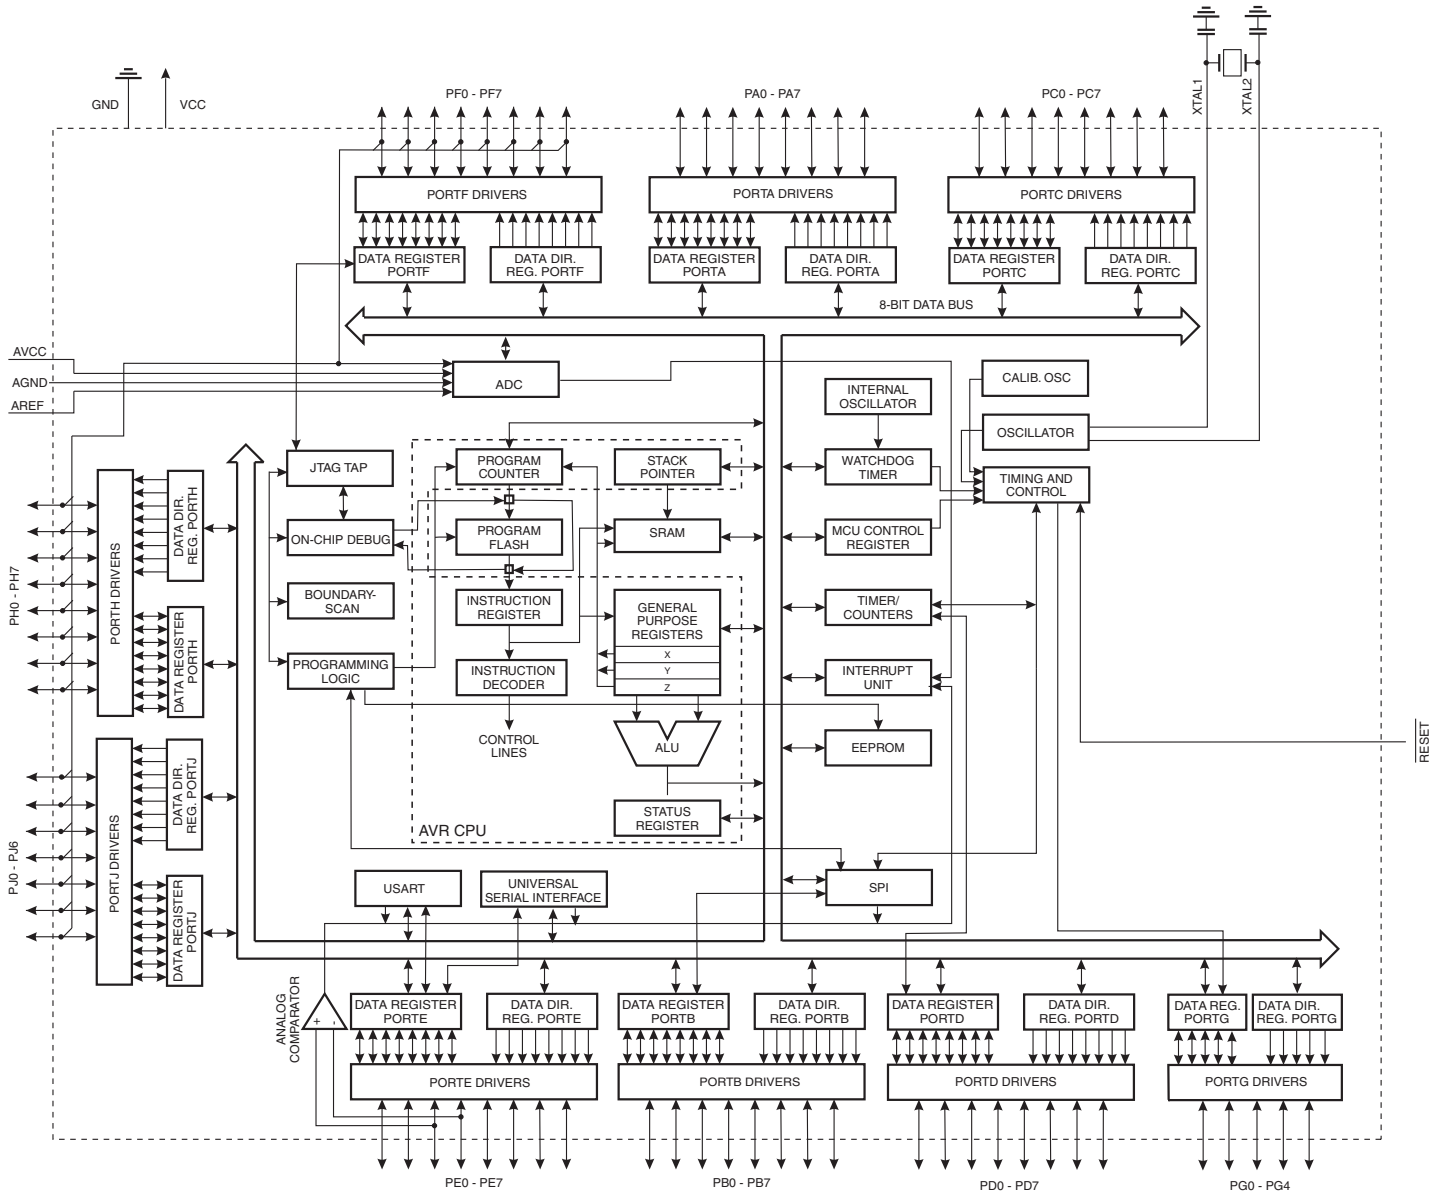 XTAL1
XTAL2
GND
VCC
PF0 - PF7
PA0 - PA7
PC0 - PC7
PORTF DRIVERS
PORTA DRIVERS
PORTC DRIVERS
DATA REGISTER
PORTF
DATA DIR.
REG. PORTF
DATA REGISTER
PORTA
DATA DIR.
REG. PORTA
DATA REGISTER
PORTC
DATA DIR.
REG. PORTC
8-BIT DATA BUS
AVCC
AGND
AREF
ADC
INTERNAL
OSCILLATOR
CALIB. OSC
OSCILLATOR
JTAG TAP
PROGRAM
COUNTER
STACK
POINTER
WATCHDOG
TIMER
TIMING AND
CONTROL
ON-CHIP DEBUG
PROGRAM
FLASH
SRAM
MCU CONTROL
REGISTER
BOUNDARY-
SCAN
INSTRUCTION
REGISTER
GENERAL
PURPOSE
REGISTERS
X
Y
Z
TIMER/
COUNTERS
PROGRAMMING
LOGIC
INSTRUCTION
DECODER
INTERRUPT
UNIT
CONTROL
LINES
ALU
EEPROM
RESET
STATUS
REGISTER
AVR CPU
PH0 - PH7
PORTH DRIVERS
DATA DIR.
REG. PORTH
DATA REGISTER
PORTH
PJ0 - PJ6
PORTJ DRIVERS
DATA DIR.
REG. PORTJ
DATA REGISTER
PORTJ
USART
UNIVERSAL
SERIAL INTERFACE
SPI
ANALOG
COMPARATOR
+
-
DATA REGISTER
PORTE
DATA DIR.
REG. PORTE
DATA REGISTER
PORTB
DATA DIR.
REG. PORTB
DATA REGISTER
PORTD
DATA DIR.
REG. PORTD
DATA REG.
PORTG
DATA DIR.
REG. PORTG
PORTE DRIVERS
PORTB DRIVERS
PORTD DRIVERS
PORTG DRIVERS
PE0 - PE7
PB0 - PB7
PD0 - PD7
PG0 - PG4